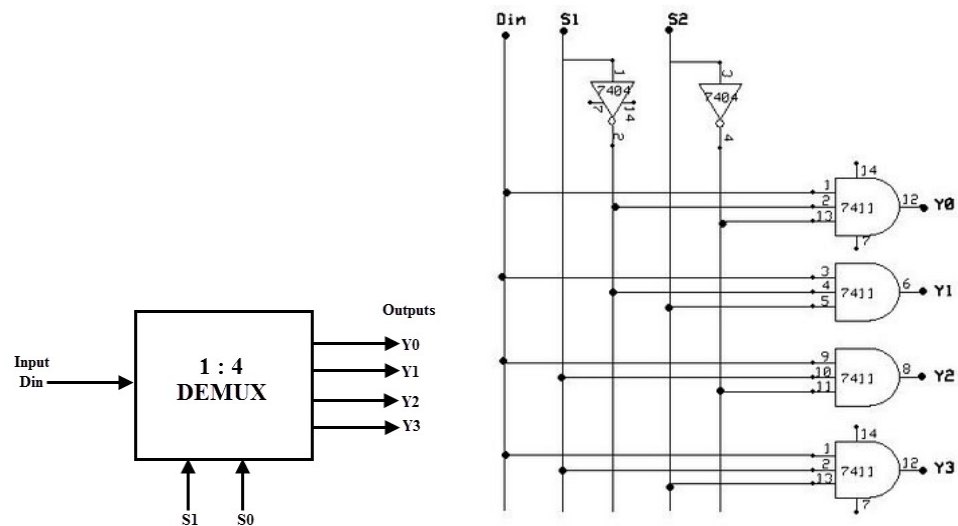 Din S1 S2
1 3
7404 7404
7 14
2 4
14
1
2 7411 12 Y0
13
7
3
4 7411 6 Y1
5
9
10 7411 8 Y2
11
14
1
2 7411 12 Y3
13
7
Outputs
Input
Din
1 : 4
DEMUX
Y0
Y1
Y2
Y3
S1 S0